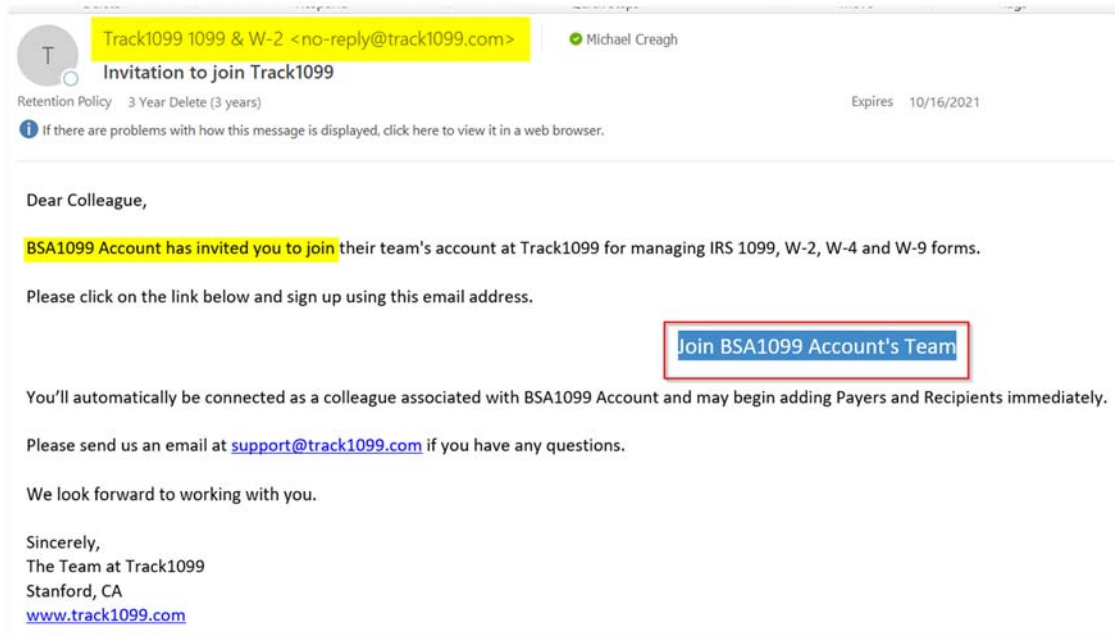 T
Track1099 1099 & W-2 <no-reply@track1099.com>
Michael Creagh
Invitation to join Track1099
Retention Policy 3 Year Delete (3 years)
Expires 10/16/2021
If there are problems with how this message is displayed, click here to view it in a web browser.
Dear Colleague,
BSA1099 Account has invited you to join their team's account at Track1099 for managing IRS 1099, W-2, W-4 and W-9 forms.
Please click on the link below and sign up using this email address.
Join BSA1099 Account's Team
You'll automatically be connected as a colleague associated with BSA1099 Account and may begin adding Payers and Recipients immediately.
Please send us an email at support@track1099.com if you have any questions.
We look forward to working with you.
Sincerely,
The Team at Track1099
Stanford, CA
www.track1099.com